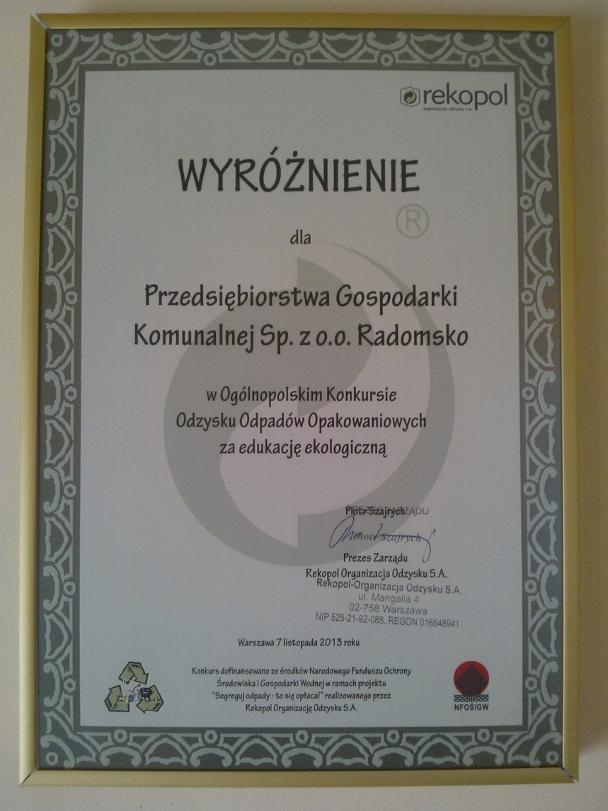 rekopol
organizacja odzysku s.a.
WYRÓŻNIENIE
®
dla
Przedsiębiorstwa Gospodarki
Komunalnej Sp. z o.o. Radomsko
w Ogólnopolskim Konkursie
Odzysku Odpadów Opakowaniowych
za edukację ekologiczną
Piotr Szajrych
Prezes Zarządu
Rekopol Organizacja Odzysku S.A.
Rekopol-Organizacja Odzysku S.A.
ul. Mangalia 4
02-758 Warszawa
NIP 525-21-92-088, REGON 016648941
Warszawa 7 listopada 2013 roku
Konkurs dofinansowano ze środków Narodowego Funduszu Ochrony
Środowiska i Gospodarki Wodnej w ramach projektu
"Segreguj odpady - to się opłaca!" realizowanego przez
Rekopol Organizację Odzysku S.A.
NFOŚiGW